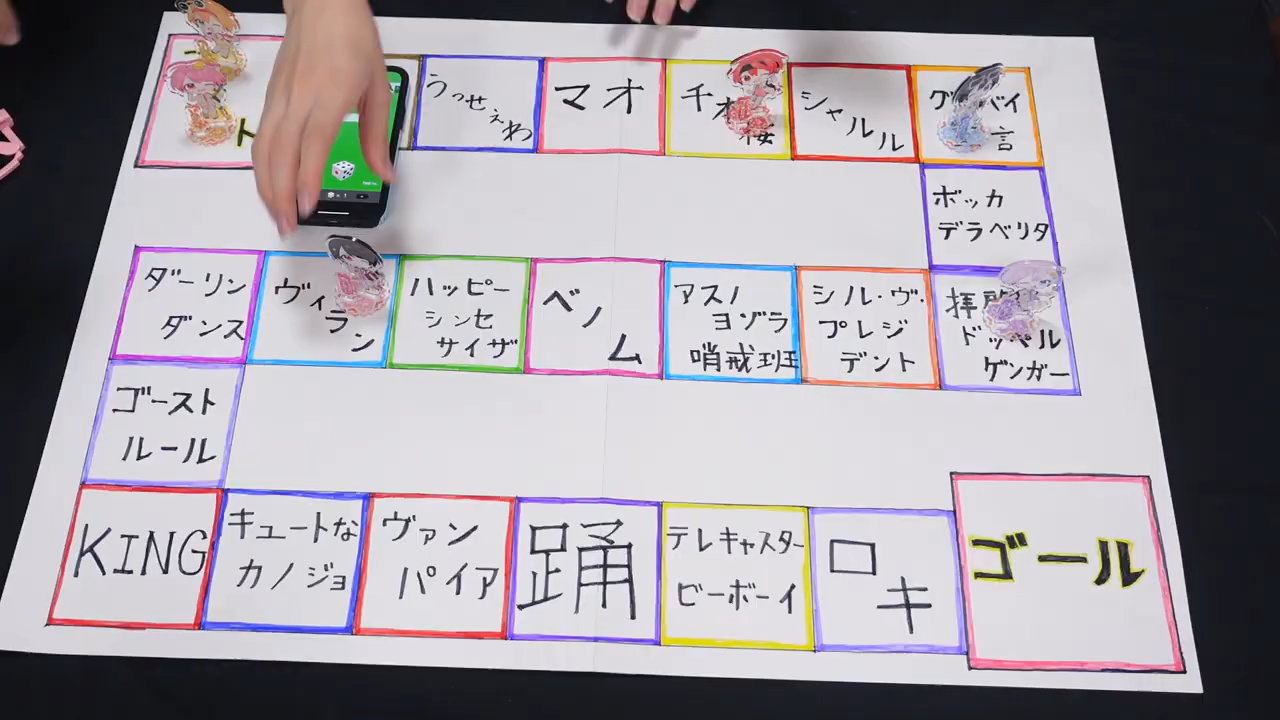 ト
うっせぇわ
マオ
千本桜
シャルル
グ バイ
言
ボッカ
デラベリタ
ダーリン
ダンス
ヴィラン
ハッピー
シンセ
サイザ
ベノム
アスノ
ヨゾラ
哨戒班
シル・ヴ・
プレジ
デント
拝
ドッペル
ゲンガー
ゴースト
ルール
KING
キュートな
カノジョ
ヴァン
パイア
踊
テレキャスター
ビーボーイ
ロキ
ゴール